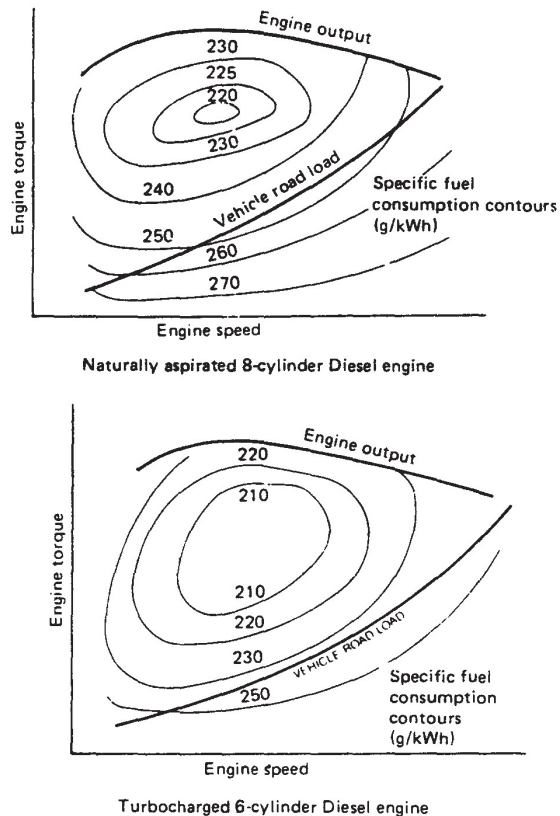 Engine output
230
225
220
230
240
250
260
270
Vehicle road load
Specific fuel
consumption contours
(g/kWh)
Engine torque
Engine speed
Naturally aspirated 8-cylinder Diesel engine
Engine output
220
210
210
220
230
250
VEHICLE ROAD LOAD
Specific fuel
consumption
contours
(g/kWh)
Engine torque
Engine speed
Turbocharged 6-cylinder Diesel engine